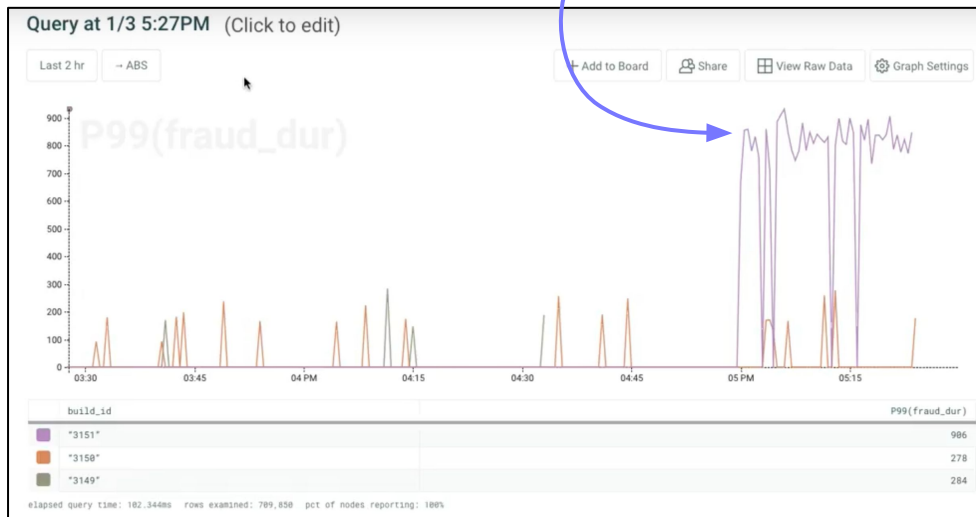 Query at 1/3 5:27PM (Click to edit)
Last 2 hr → ABS + Add to Board Share View Raw Data Graph Settings
P99(fraud_dur)
900
800
700
600
500
400
300
200
100
0
03:30 03:45 04 PM 04:15 04:30 04:45 05 PM 05:15
build_id P99(fraud_dur)
"3151" 906
"3150" 278
"3149" 284
elapsed query time: 102.344ms rows examined: 709,850 pct of nodes reporting: 100%